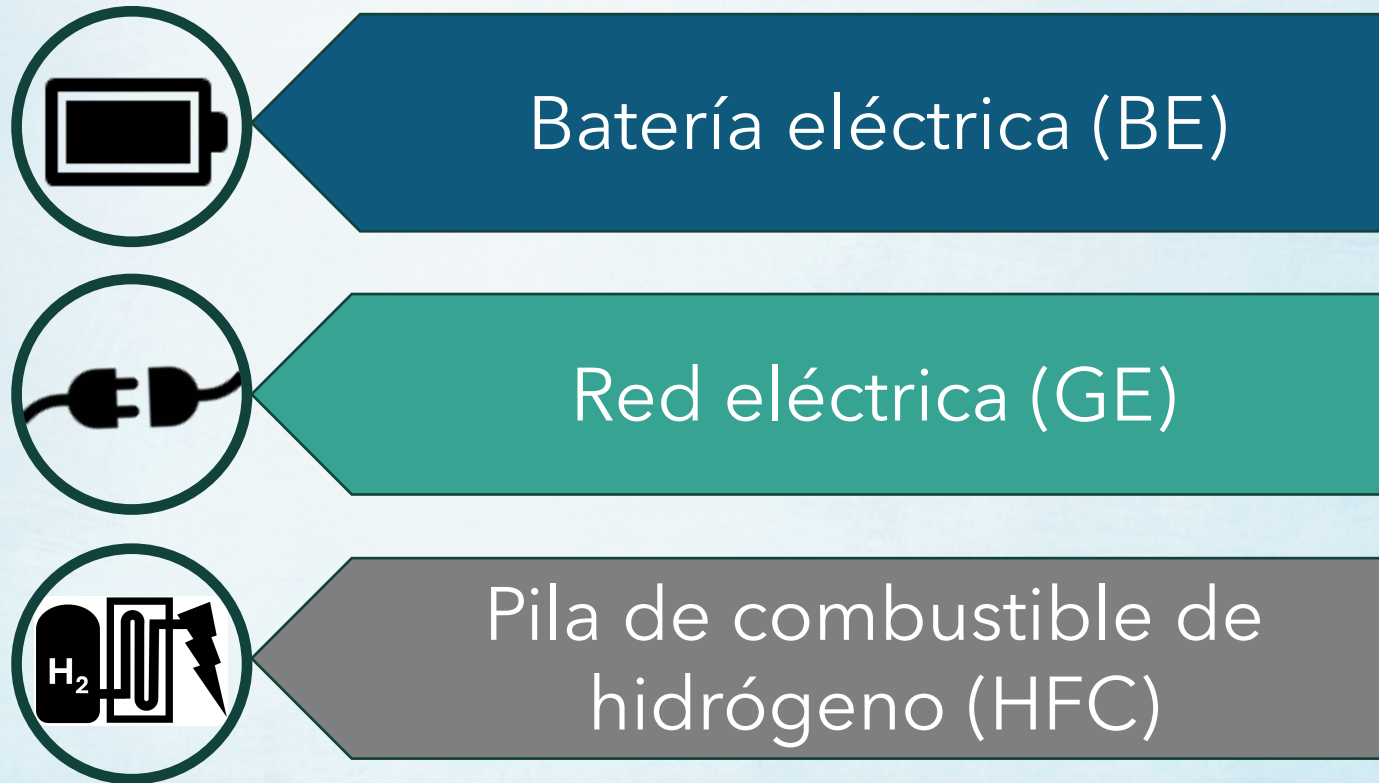 Batería eléctrica (BE)
Red eléctrica (GE)
H₂
Pila de combustible de
hidrógeno (HFC)